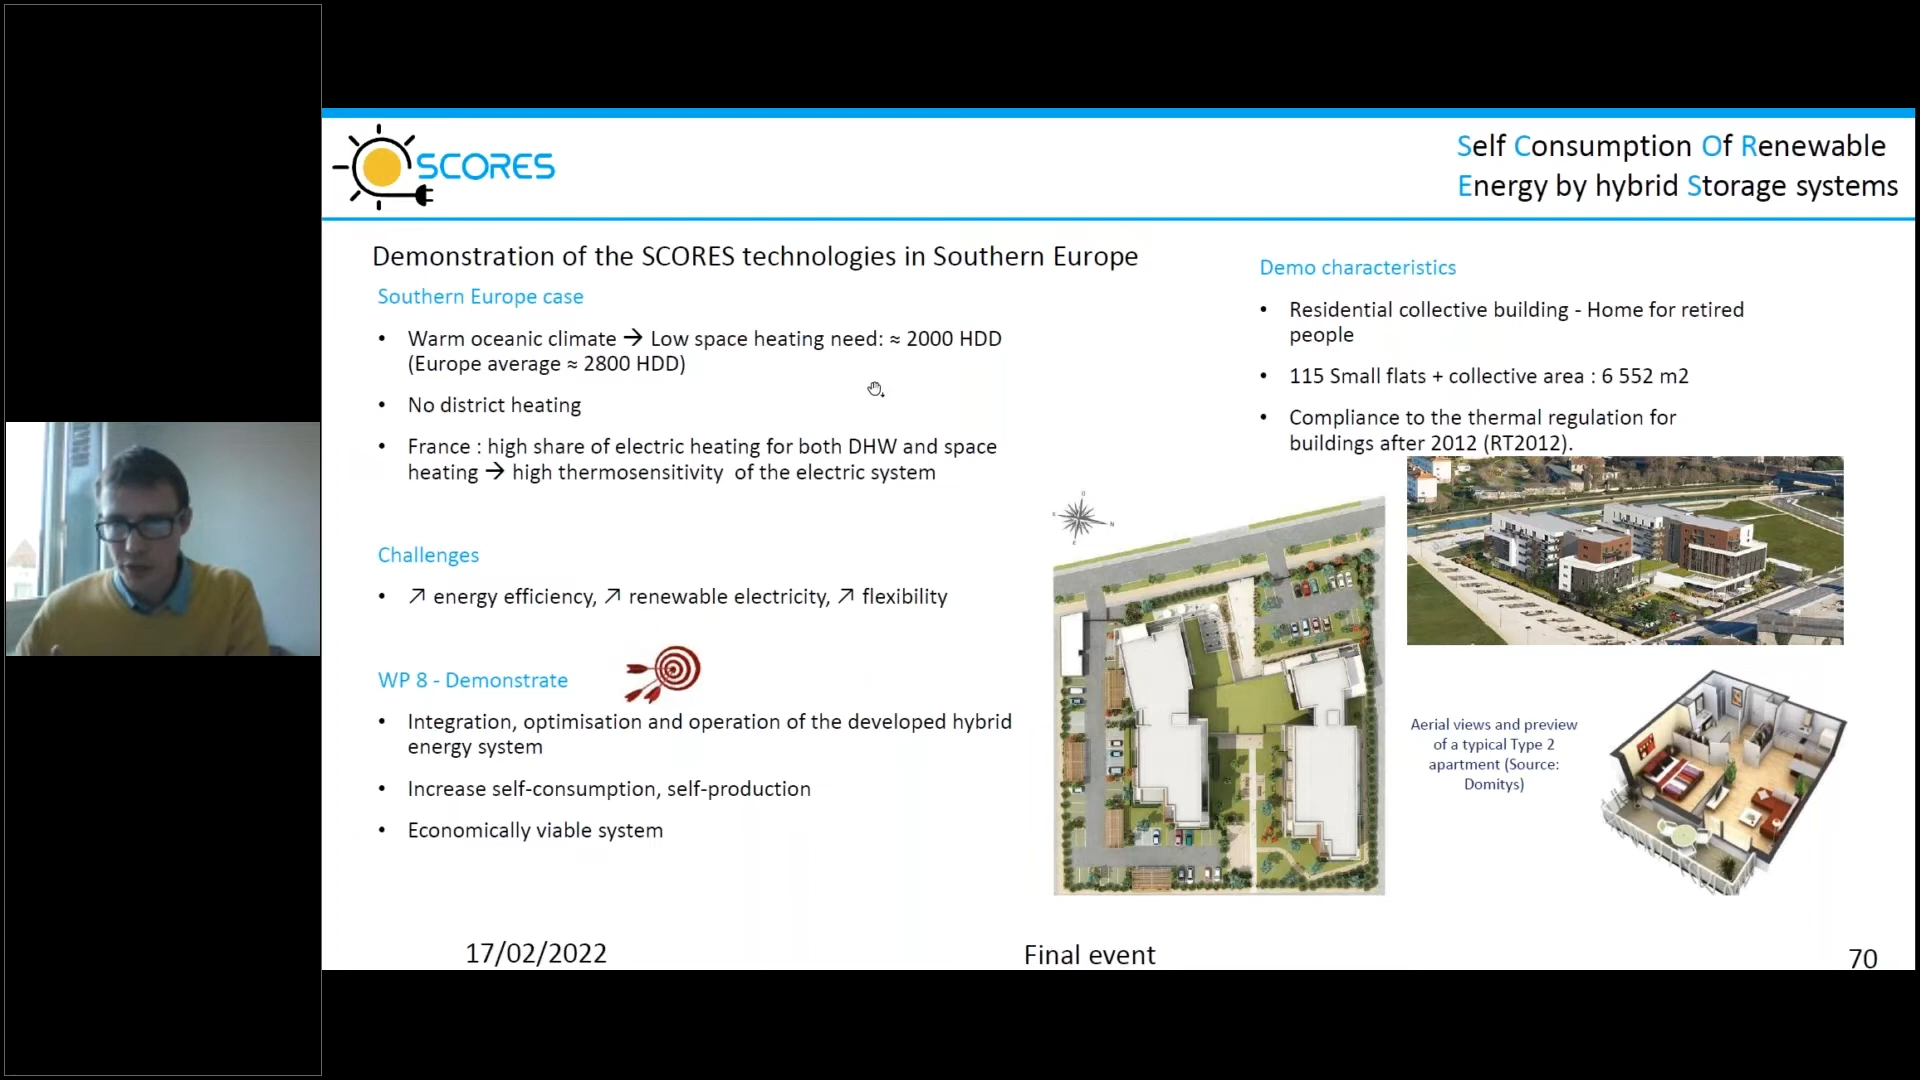 SCORES
Self Consumption Of Renewable
Energy by hybrid Storage systems
Demonstration of the SCORES technologies in Southern Europe
Southern Europe case
• Warm oceanic climate → Low space heating need: ≈ 2000 HDD
(Europe average ≈ 2800 HDD)
• No district heating
• France : high share of electric heating for both DHW and space
heating → high thermosensitivity of the electric system
Challenges
• ↗ energy efficiency, ↗ renewable electricity, ↗ flexibility
WP 8 - Demonstrate
• Integration, optimisation and operation of the developed hybrid
energy system
• Increase self-consumption, self-production
• Economically viable system
Demo characteristics
• Residential collective building - Home for retired
people
• 115 Small flats + collective area : 6 552 m2
• Compliance to the thermal regulation for
buildings after 2012 (RT2012).
Aerial views and preview
of a typical Type 2
apartment (Source:
Domitys)
17/02/2022
Final event
70